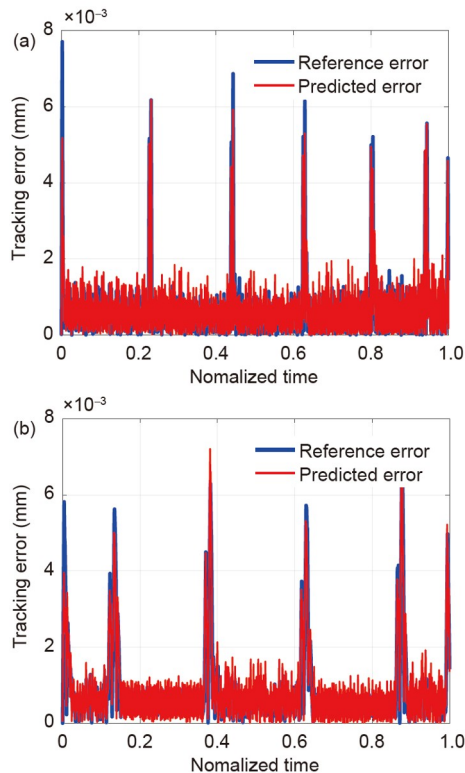 (a)
×10⁻³
8
6
4
2
0
Tracking error (mm)
Reference error
Predicted error
0 0.2 0.4 0.6 0.8 1.0
Nomalized time
(b)
×10⁻³
8
6
4
2
0
Tracking error (mm)
Reference error
Predicted error
0 0.2 0.4 0.6 0.8 1.0
Nomalized time